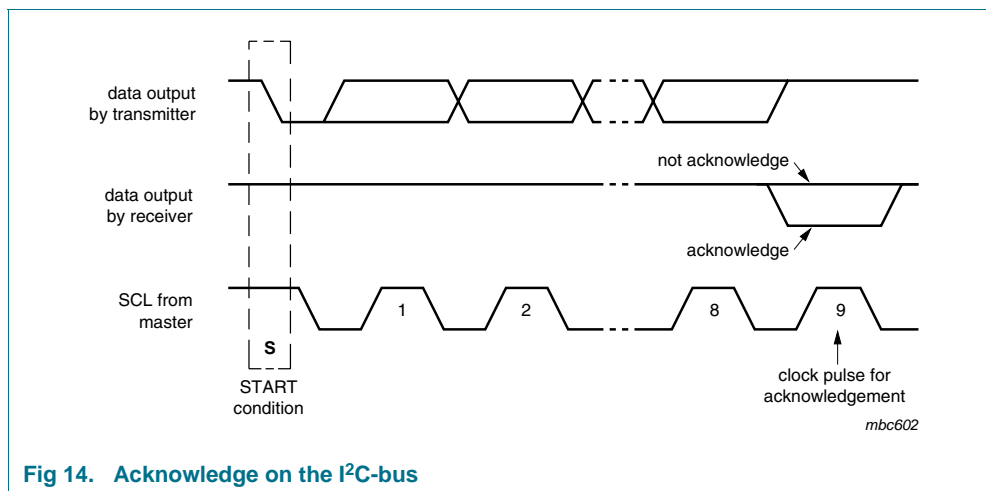 data output
by transmitter
not acknowledge
data output
by receiver
acknowledge
SCL from
master
1
2
8
9
S
START
condition
clock pulse for
acknowledgement
mbc602
Fig 14. Acknowledge on the I²C-bus